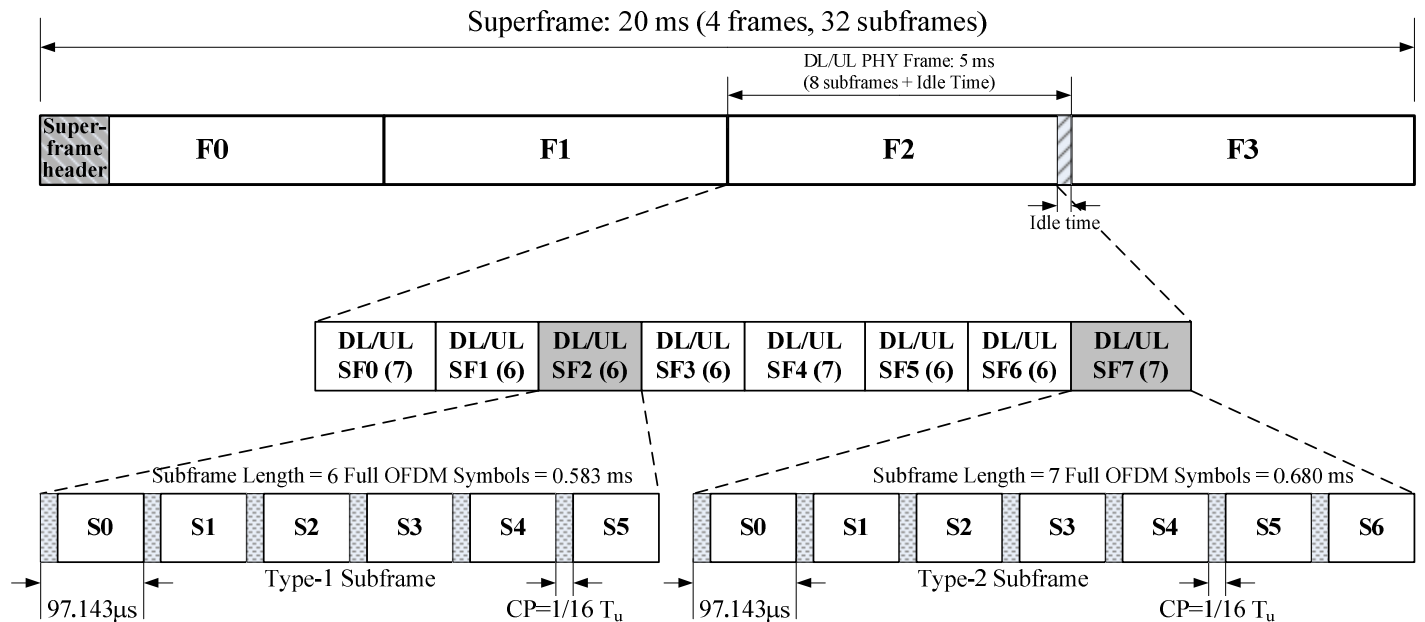 Superframe: 20 ms (4 frames, 32 subframes)
DL/UL PHY Frame: 5 ms
(8 subframes + Idle Time)
Super-
frame
header
F0
F1
F2
F3
Idle time
DL/UL
SF0 (7)
DL/UL
SF1 (6)
DL/UL
SF2 (6)
DL/UL
SF3 (6)
DL/UL
SF4 (7)
DL/UL
SF5 (6)
DL/UL
SF6 (6)
DL/UL
SF7 (7)
Subframe Length = 6 Full OFDM Symbols = 0.583 ms
S0
S1
S2
S3
S4
S5
Type-1 Subframe
97.143μs
CP=1/16 Tu
Subframe Length = 7 Full OFDM Symbols = 0.680 ms
S0
S1
S2
S3
S4
S5
S6
Type-2 Subframe
97.143μs
CP=1/16 Tu